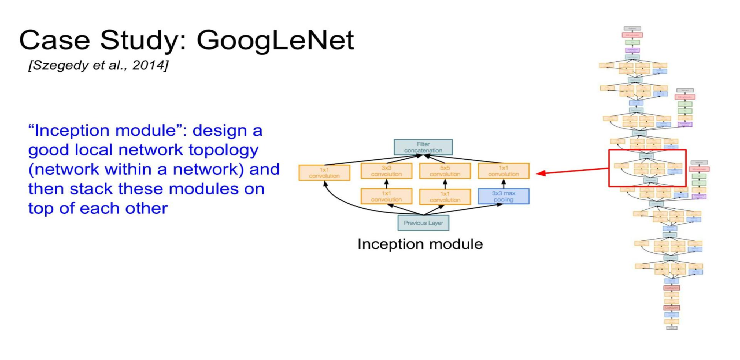 Case Study: GoogLeNet
[Szegedy et al., 2014]
“Inception module”: design a
good local network topology
(network within a network) and
then stack these modules on
top of each other
Filter
concatenation
1x1
convolution
3x3
convolution
5x5
convolution
1x1
convolution
1x1
convolution
1x1
convolution
3x3 max
pooling
Previous Layer
Inception module